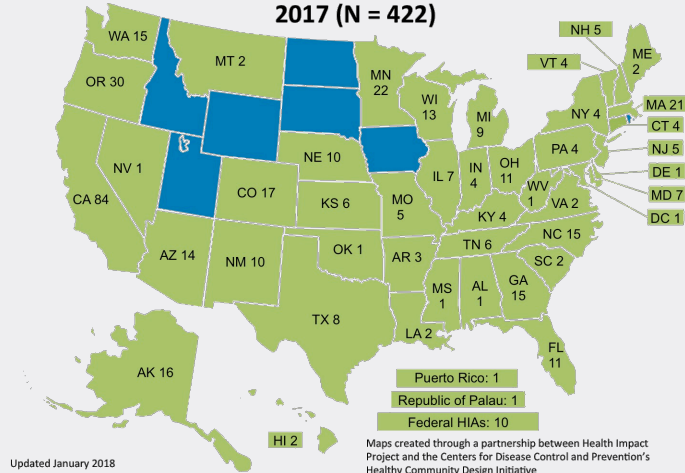 2017 (N = 422)
WA 15
MT 2
OR 30
MN
22
WI
13
MI
9
NH 5
VT 4
ME
2
NY 4
MA 21
CT 4
NJ 5
DE 1
MD 7
DC 1
PA 4
NV 1
CA 84
NE 10
CO 17
KS 6
MO
5
IL 7
IN
4
OH
11
WV
1
VA 2
KY 4
NC 15
TN 6
SC 2
AZ 14
NM 10
OK 1
AR 3
MS
1
AL
1
GA
15
TX 8
LA 2
FL
11
AK 16
HI 2
Puerto Rico: 1
Republic of Palau: 1
Federal HIAs: 10
Maps created through a partnership between Health Impact
Project and the Centers for Disease Control and Prevention's
Healthy Community Design Initiative
Updated January 2018